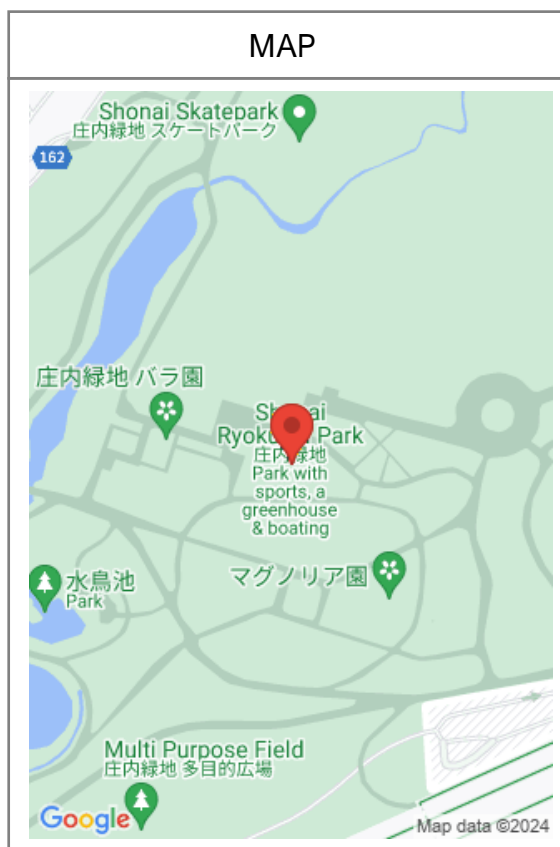 MAP
Shonai Skatepark
庄内緑地 スケートパーク
162
庄内緑地 バラ園
Park
庄内緑地
Park with
sports, a
greenhouse
& boating
水鳥池
Park
マグノリア園
Multi Purpose Field
庄内緑地 多目的広場
Google
Map data ©2024